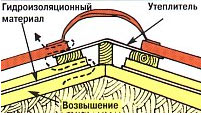 Гидроизоляционный
материал
Утеплитель
Возвышение